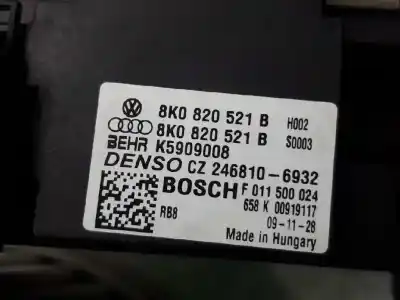 8K0 820 521 B H002
8K0 820 521 B S0003
BEHR K5909008
DENSO CZ 246810-6932
BOSCH F 011 500 024
658 K 00919117
RB8 09-11-28
Made in Hungary